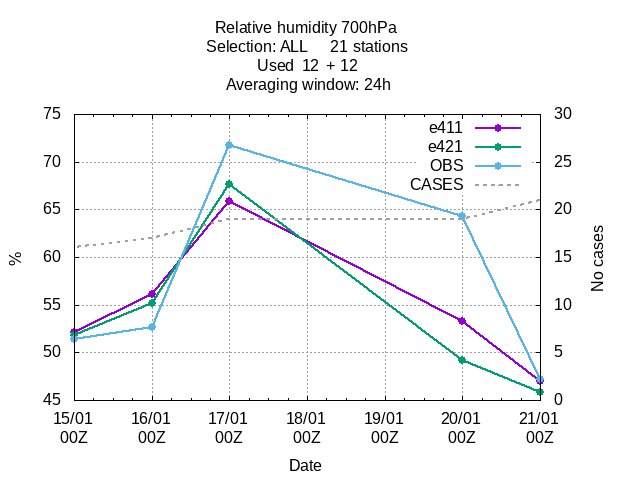 Relative humidity 700hPa
Selection: ALL     21 stations
Used  12  + 12
Averaging window: 24h
75
70
65
60
55
50
45
30
25
20
15
10
5
0
%
No cases
e411
e421
OBS
CASES
15/01 16/01 17/01 18/01 19/01 20/01 21/01
00Z 00Z 00Z 00Z 00Z 00Z 00Z
Date